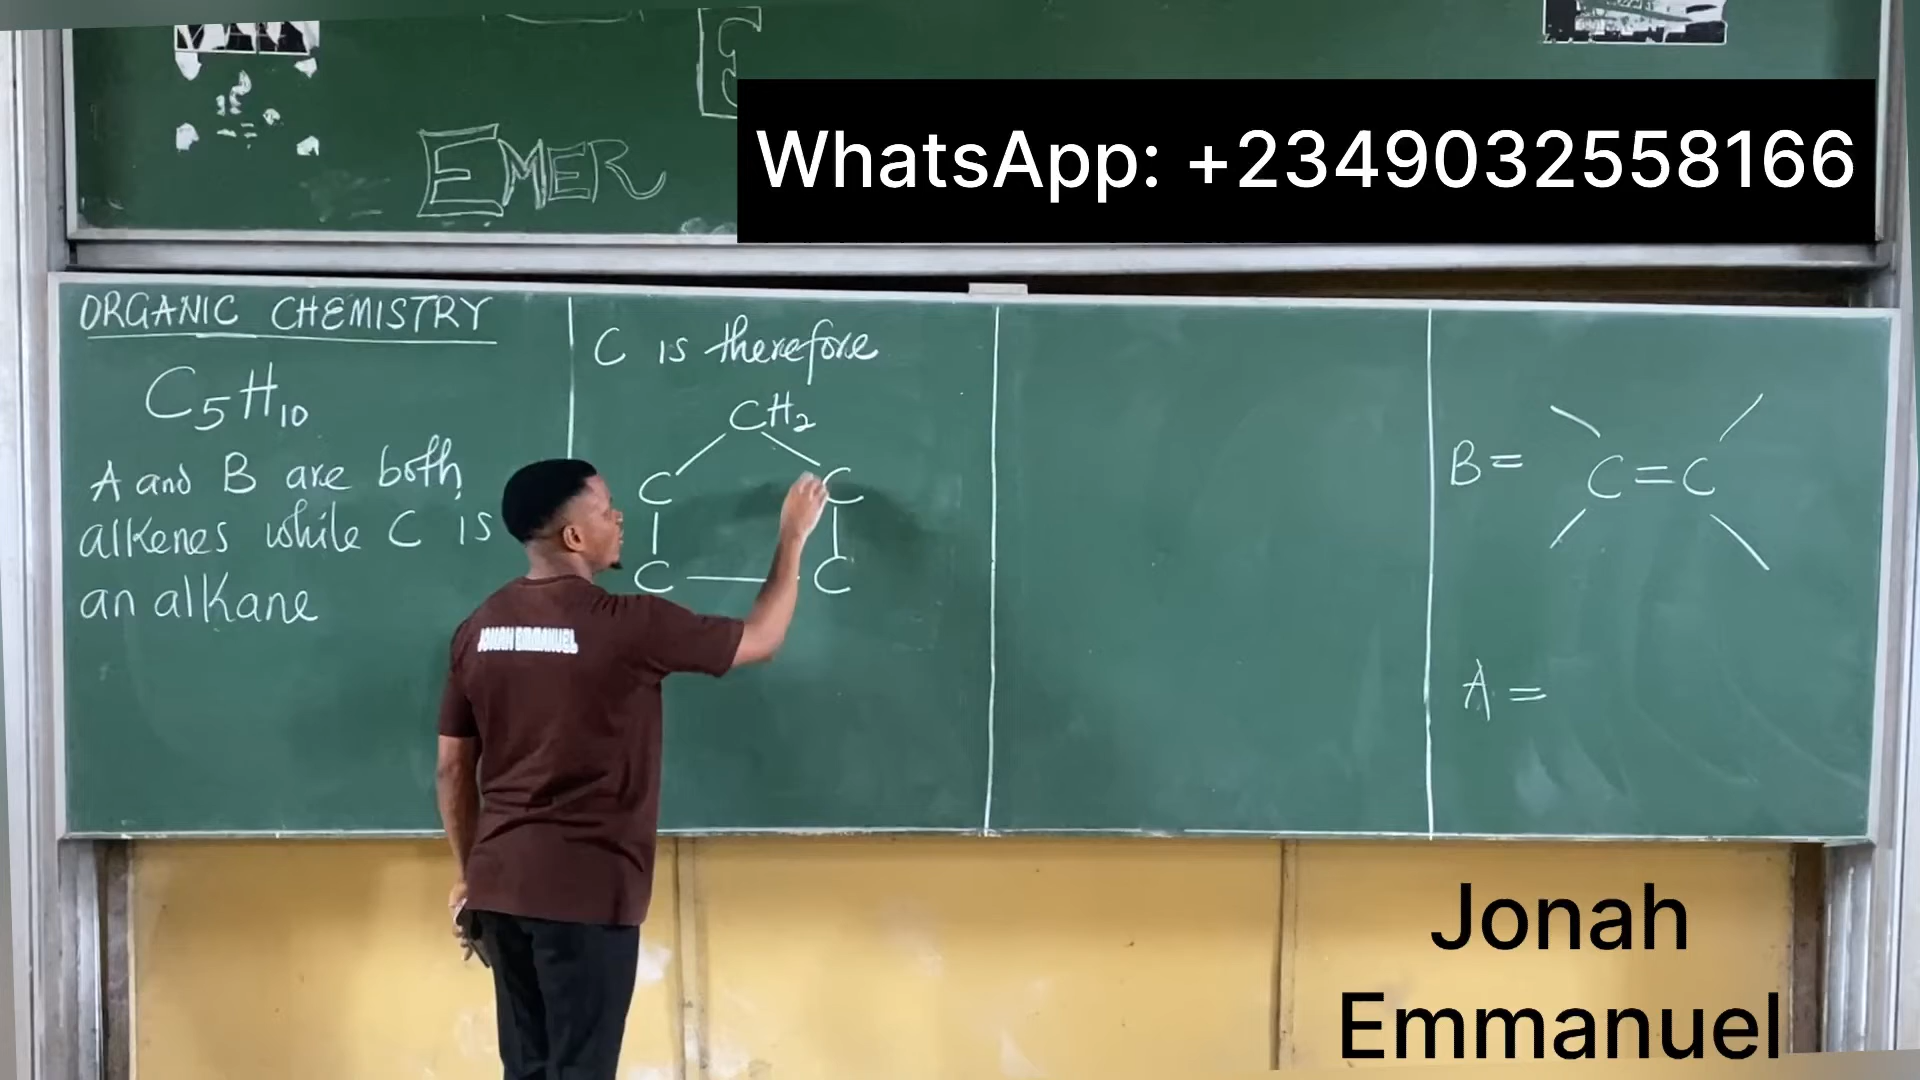 EMER
WhatsApp: +2349032558166
ORGANIC CHEMISTRY
C5H10
A and B are both
alkenes while C is
an alkane
C is therefore
CH2
C C
C C
B = C=C
A =
JONAH EMMANUEL
Jonah
Emmanuel